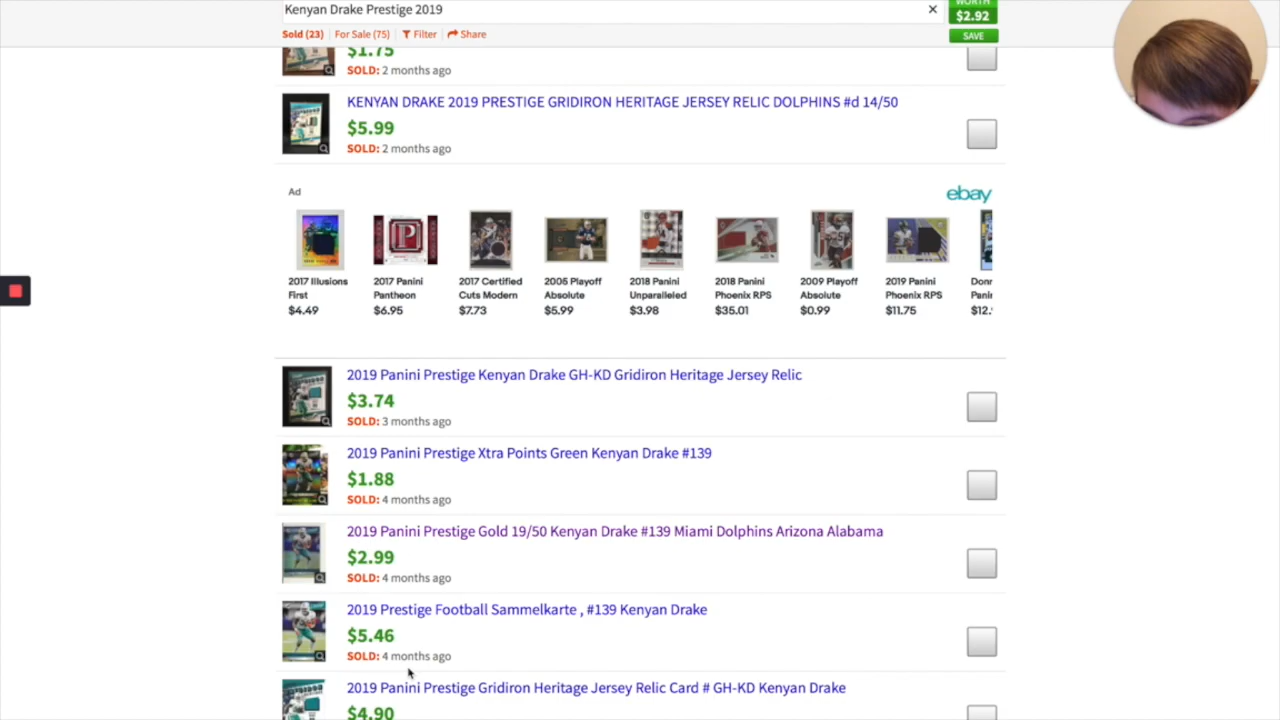 Kenyan Drake Prestige 2019
WORTH
$2.92
Sold (23)
For Sale (75)
Filter
Share
SAVE
$1.75
SOLD: 2 months ago
KENYAN DRAKE 2019 PRESTIGE GRIDIRON HERITAGE JERSEY RELIC DOLPHINS #d 14/50
$5.99
SOLD: 2 months ago
Ad
ebay
2017 Illusions
First
$4.49
2017 Panini
Pantheon
$6.95
2017 Certified
Cuts Modern
$7.73
2005 Playoff
Absolute
$5.99
2018 Panini
Unparalleled
$3.98
2018 Panini
Phoenix RPS
$35.01
2009 Playoff
Absolute
$0.99
2019 Panini
Phoenix RPS
$11.75
2019 Panini Prestige Kenyan Drake GH-KD Gridiron Heritage Jersey Relic
$3.74
SOLD: 3 months ago
2019 Panini Prestige Xtra Points Green Kenyan Drake #139
$1.88
SOLD: 4 months ago
2019 Panini Prestige Gold 19/50 Kenyan Drake #139 Miami Dolphins Arizona Alabama
$2.99
SOLD: 4 months ago
2019 Prestige Football Sammelkarte , #139 Kenyan Drake
$5.46
SOLD: 4 months ago
2019 Panini Prestige Gridiron Heritage Jersey Relic Card # GH-KD Kenyan Drake
$4.90